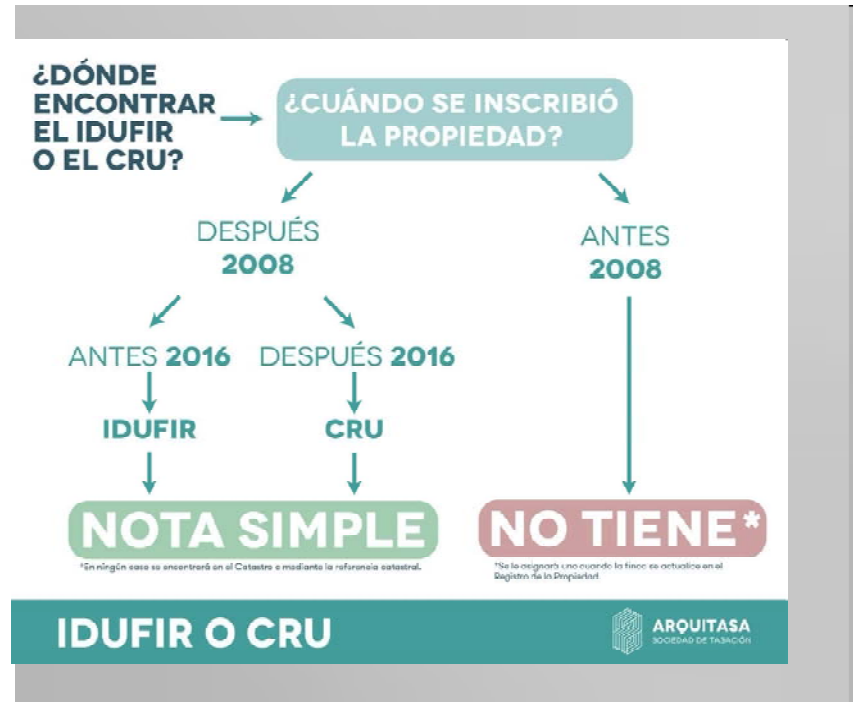 ¿DÓNDE
ENCONTRAR
EL IDUFIR
O EL CRU?
¿CUÁNDO SE INSCRIBIÓ
LA PROPIEDAD?
DESPUÉS
2008
ANTES
2008
ANTES 2016
DESPUÉS 2016
IDUFIR
CRU
NOTA SIMPLE
*En ningún caso se encontrará en el Catastro o mediante la referencia catastral.
NO TIENE*
*Se le asignará uno cuando la finca se actualice en el
Registro de la Propiedad
IDUFIR O CRU
ARQUITASA
SOCIEDAD DE TASACIÓN